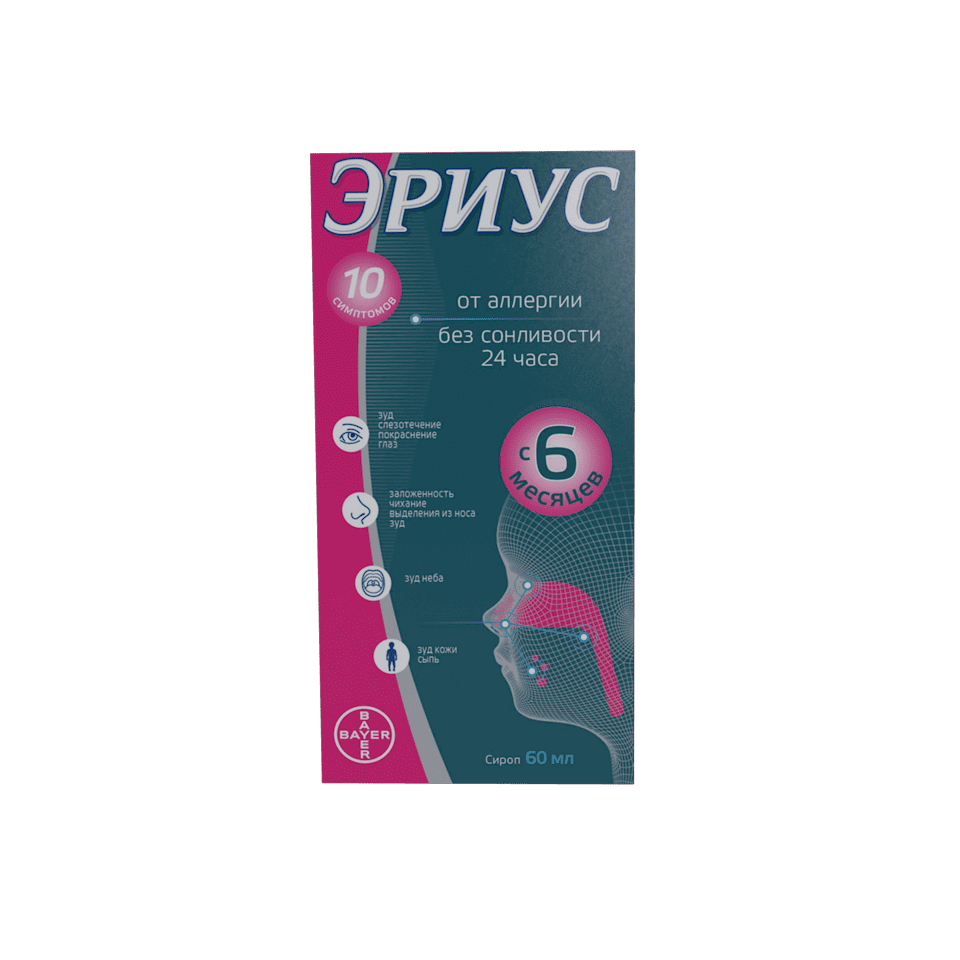 ЭРИУС
10
СИМПТОМОВ
от аллергии
без сонливости
24 часа
зуд
слезотечение
покраснение
глаз
с 6
месяцев
заложенность
чихание
выделения из носа
зуд
зуд неба
зуд кожи
сыпь
BAYER
BAYER
Сироп 60 мл